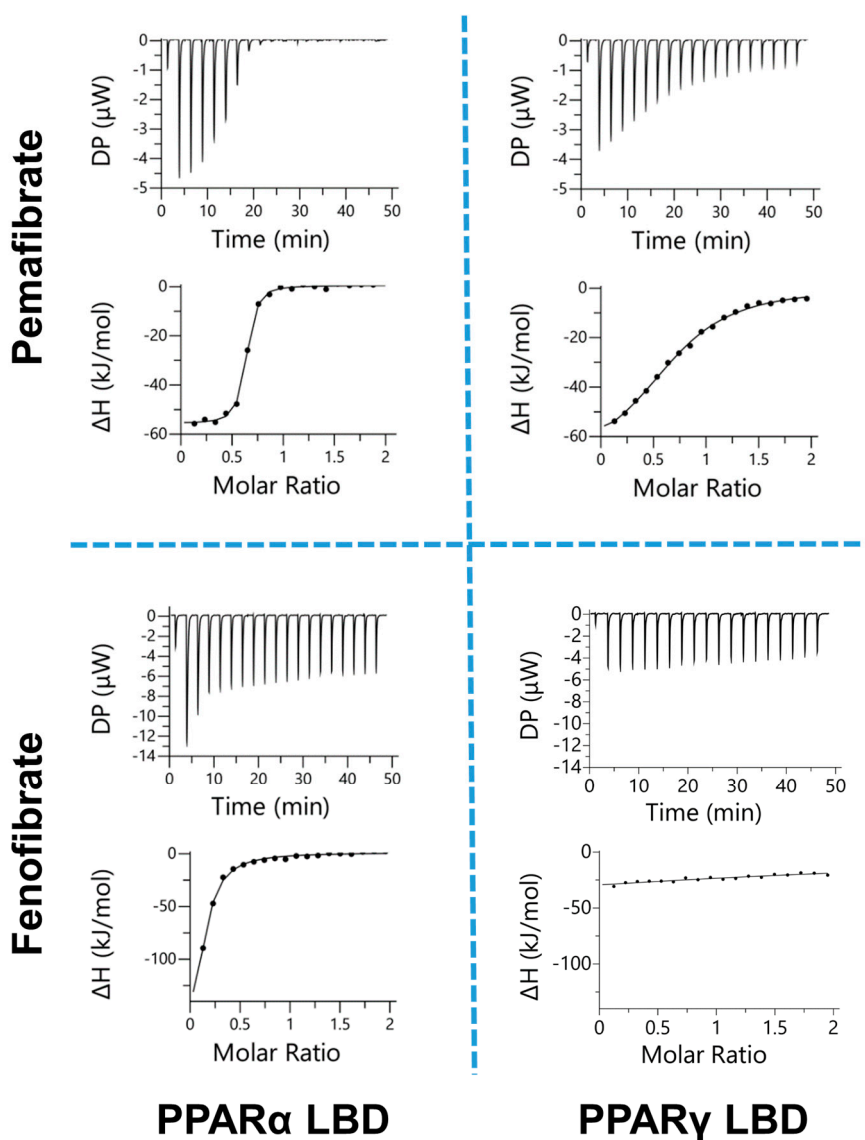 Pemafibrate
0
-1
-2
-3
-4
-5
DP (µW)
0 10 20 30 40 50
Time (min)
0
-20
-40
-60
ΔH (kJ/mol)
0 0.5 1 1.5 2
Molar Ratio
0
-1
-2
-3
-4
-5
DP (µW)
0 10 20 30 40 50
Time (min)
0
-20
-40
-60
ΔH (kJ/mol)
0 0.5 1 1.5 2
Molar Ratio
Fenofibrate
0
-2
-4
-6
-8
-10
-12
-14
DP (µW)
0 10 20 30 40 50
Time (min)
0
-50
-100
ΔH (kJ/mol)
0 0.5 1 1.5 2
Molar Ratio
0
-2
-4
-6
-8
-10
-12
-14
DP (µW)
0 10 20 30 40 50
Time (min)
0
-50
-100
ΔH (kJ/mol)
0 0.5 1 1.5 2
Molar Ratio
PPARα LBD
PPARγ LBD